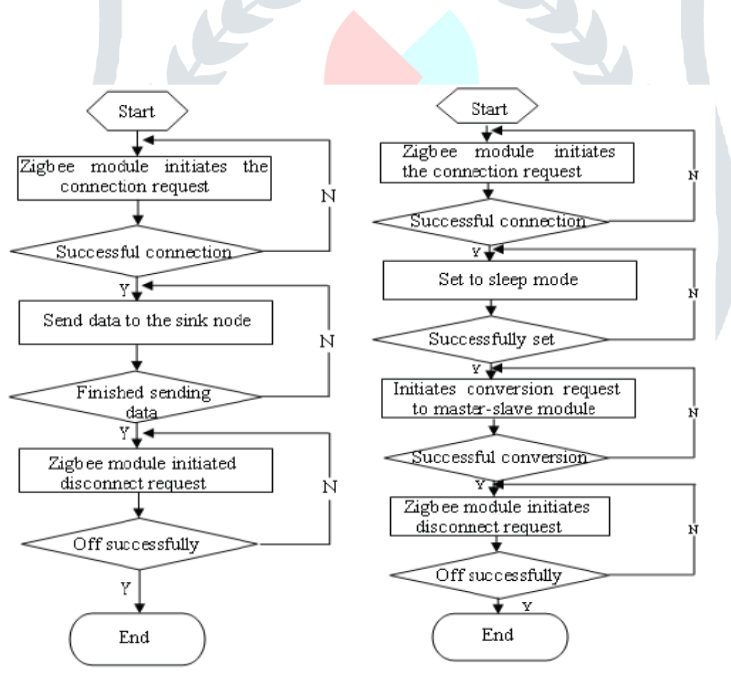 Start
Zigbee module initiates the
connection request
N
Successful connection
Y
Send data to the sink node
N
Finished sending
data
Y
Zigbee module initiated
disconnect request
N
Off successfully
Y
End
Start
Zigbee module initiates
the connection request
N
Successful connection
Y
Set to sleep mode
N
Successfully set
Y
Initiates conversion request
to master-slave module
N
Successful conversion
Y
Zigbee module initiates
disconnect request
N
Off successfully
Y
End